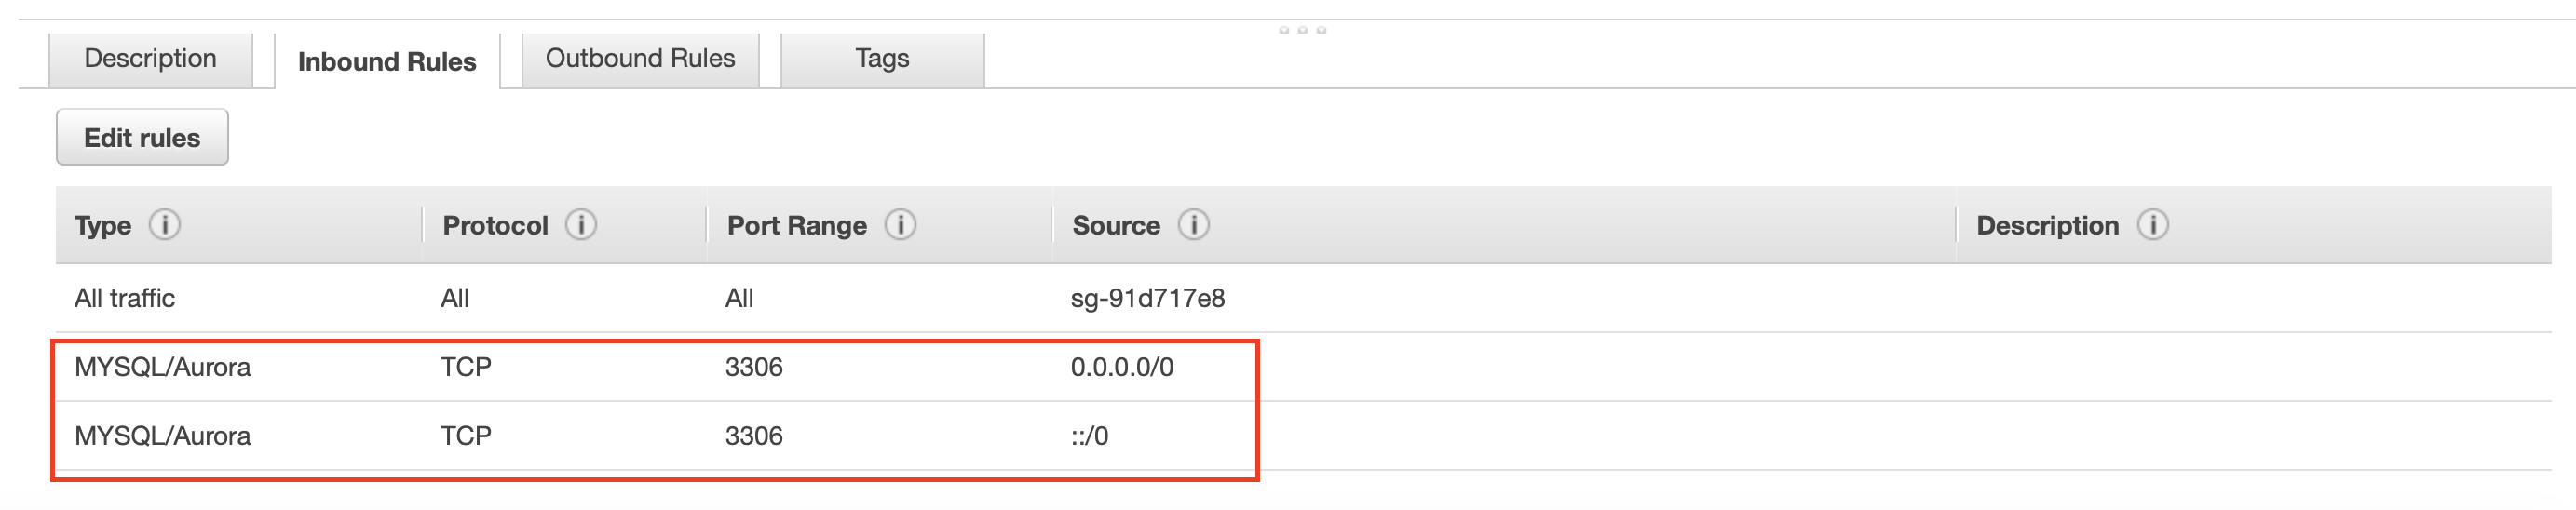 Description Inbound Rules Outbound Rules Tags
Edit rules
Type Protocol Port Range Source Description
All traffic All All sg-91d717e8
MYSQL/Aurora TCP 3306 0.0.0.0/0
MYSQL/Aurora TCP 3306 ::/0